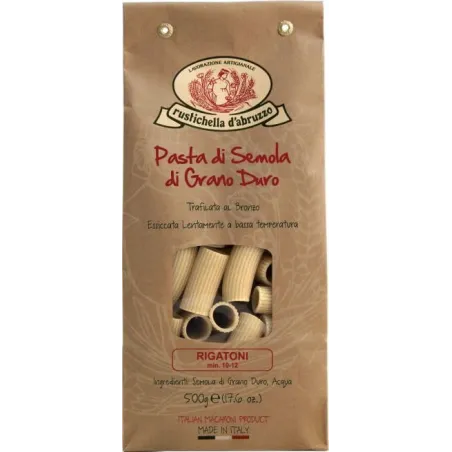 LAVORAZIONE ARTIGIANALE
rustichella d'abruzzo
Pasta di Semola
di Grano Duro
Trafilata al Bronzo
Essiccata Lentamente a bassa temperatura
RIGATONI
min. 10-12
Ingredienti: Semola di Grano Duro, Acqua
500g ℮ (17.6 oz.)
"ITALIAN MACARONI PRODUCT"
MADE IN ITALY